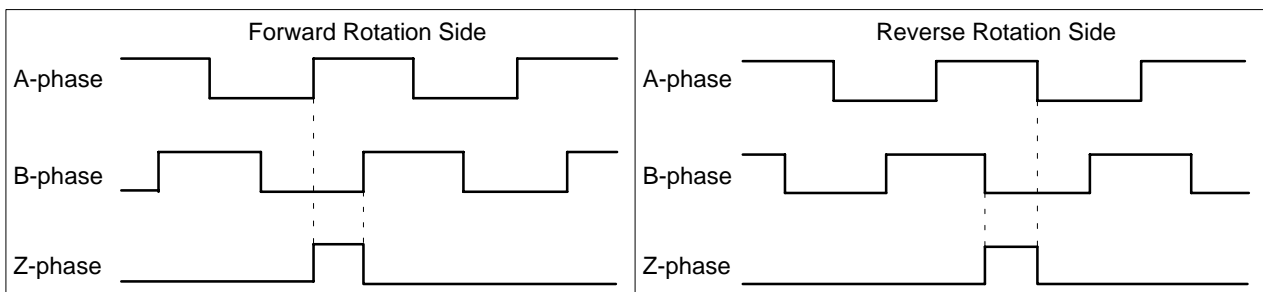 Forward Rotation Side
A-phase
B-phase
Z-phase
Reverse Rotation Side
A-phase
B-phase
Z-phase